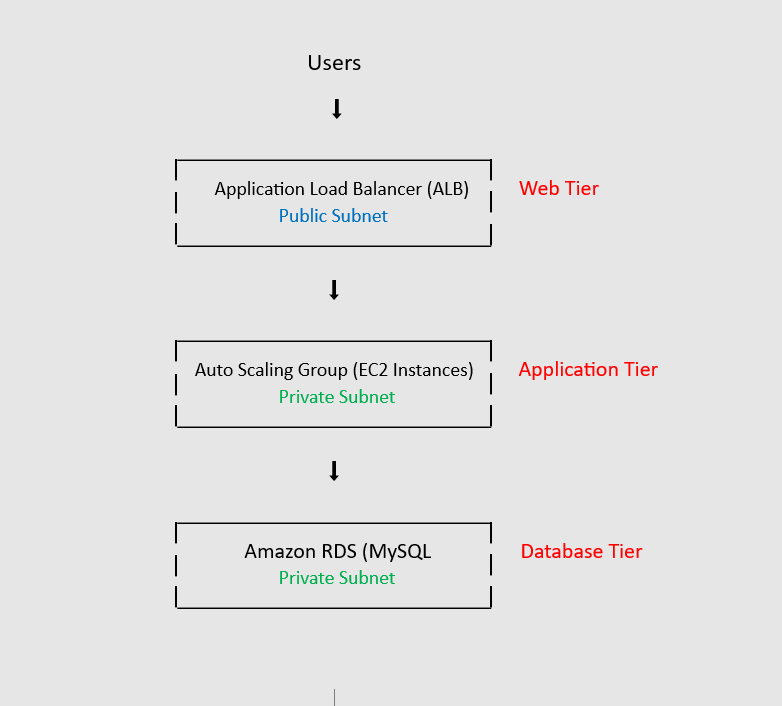 Users
Application Load Balancer (ALB)
Public Subnet
Web Tier
Auto Scaling Group (EC2 Instances)
Private Subnet
Application Tier
Amazon RDS (MySQL
Private Subnet
Database Tier